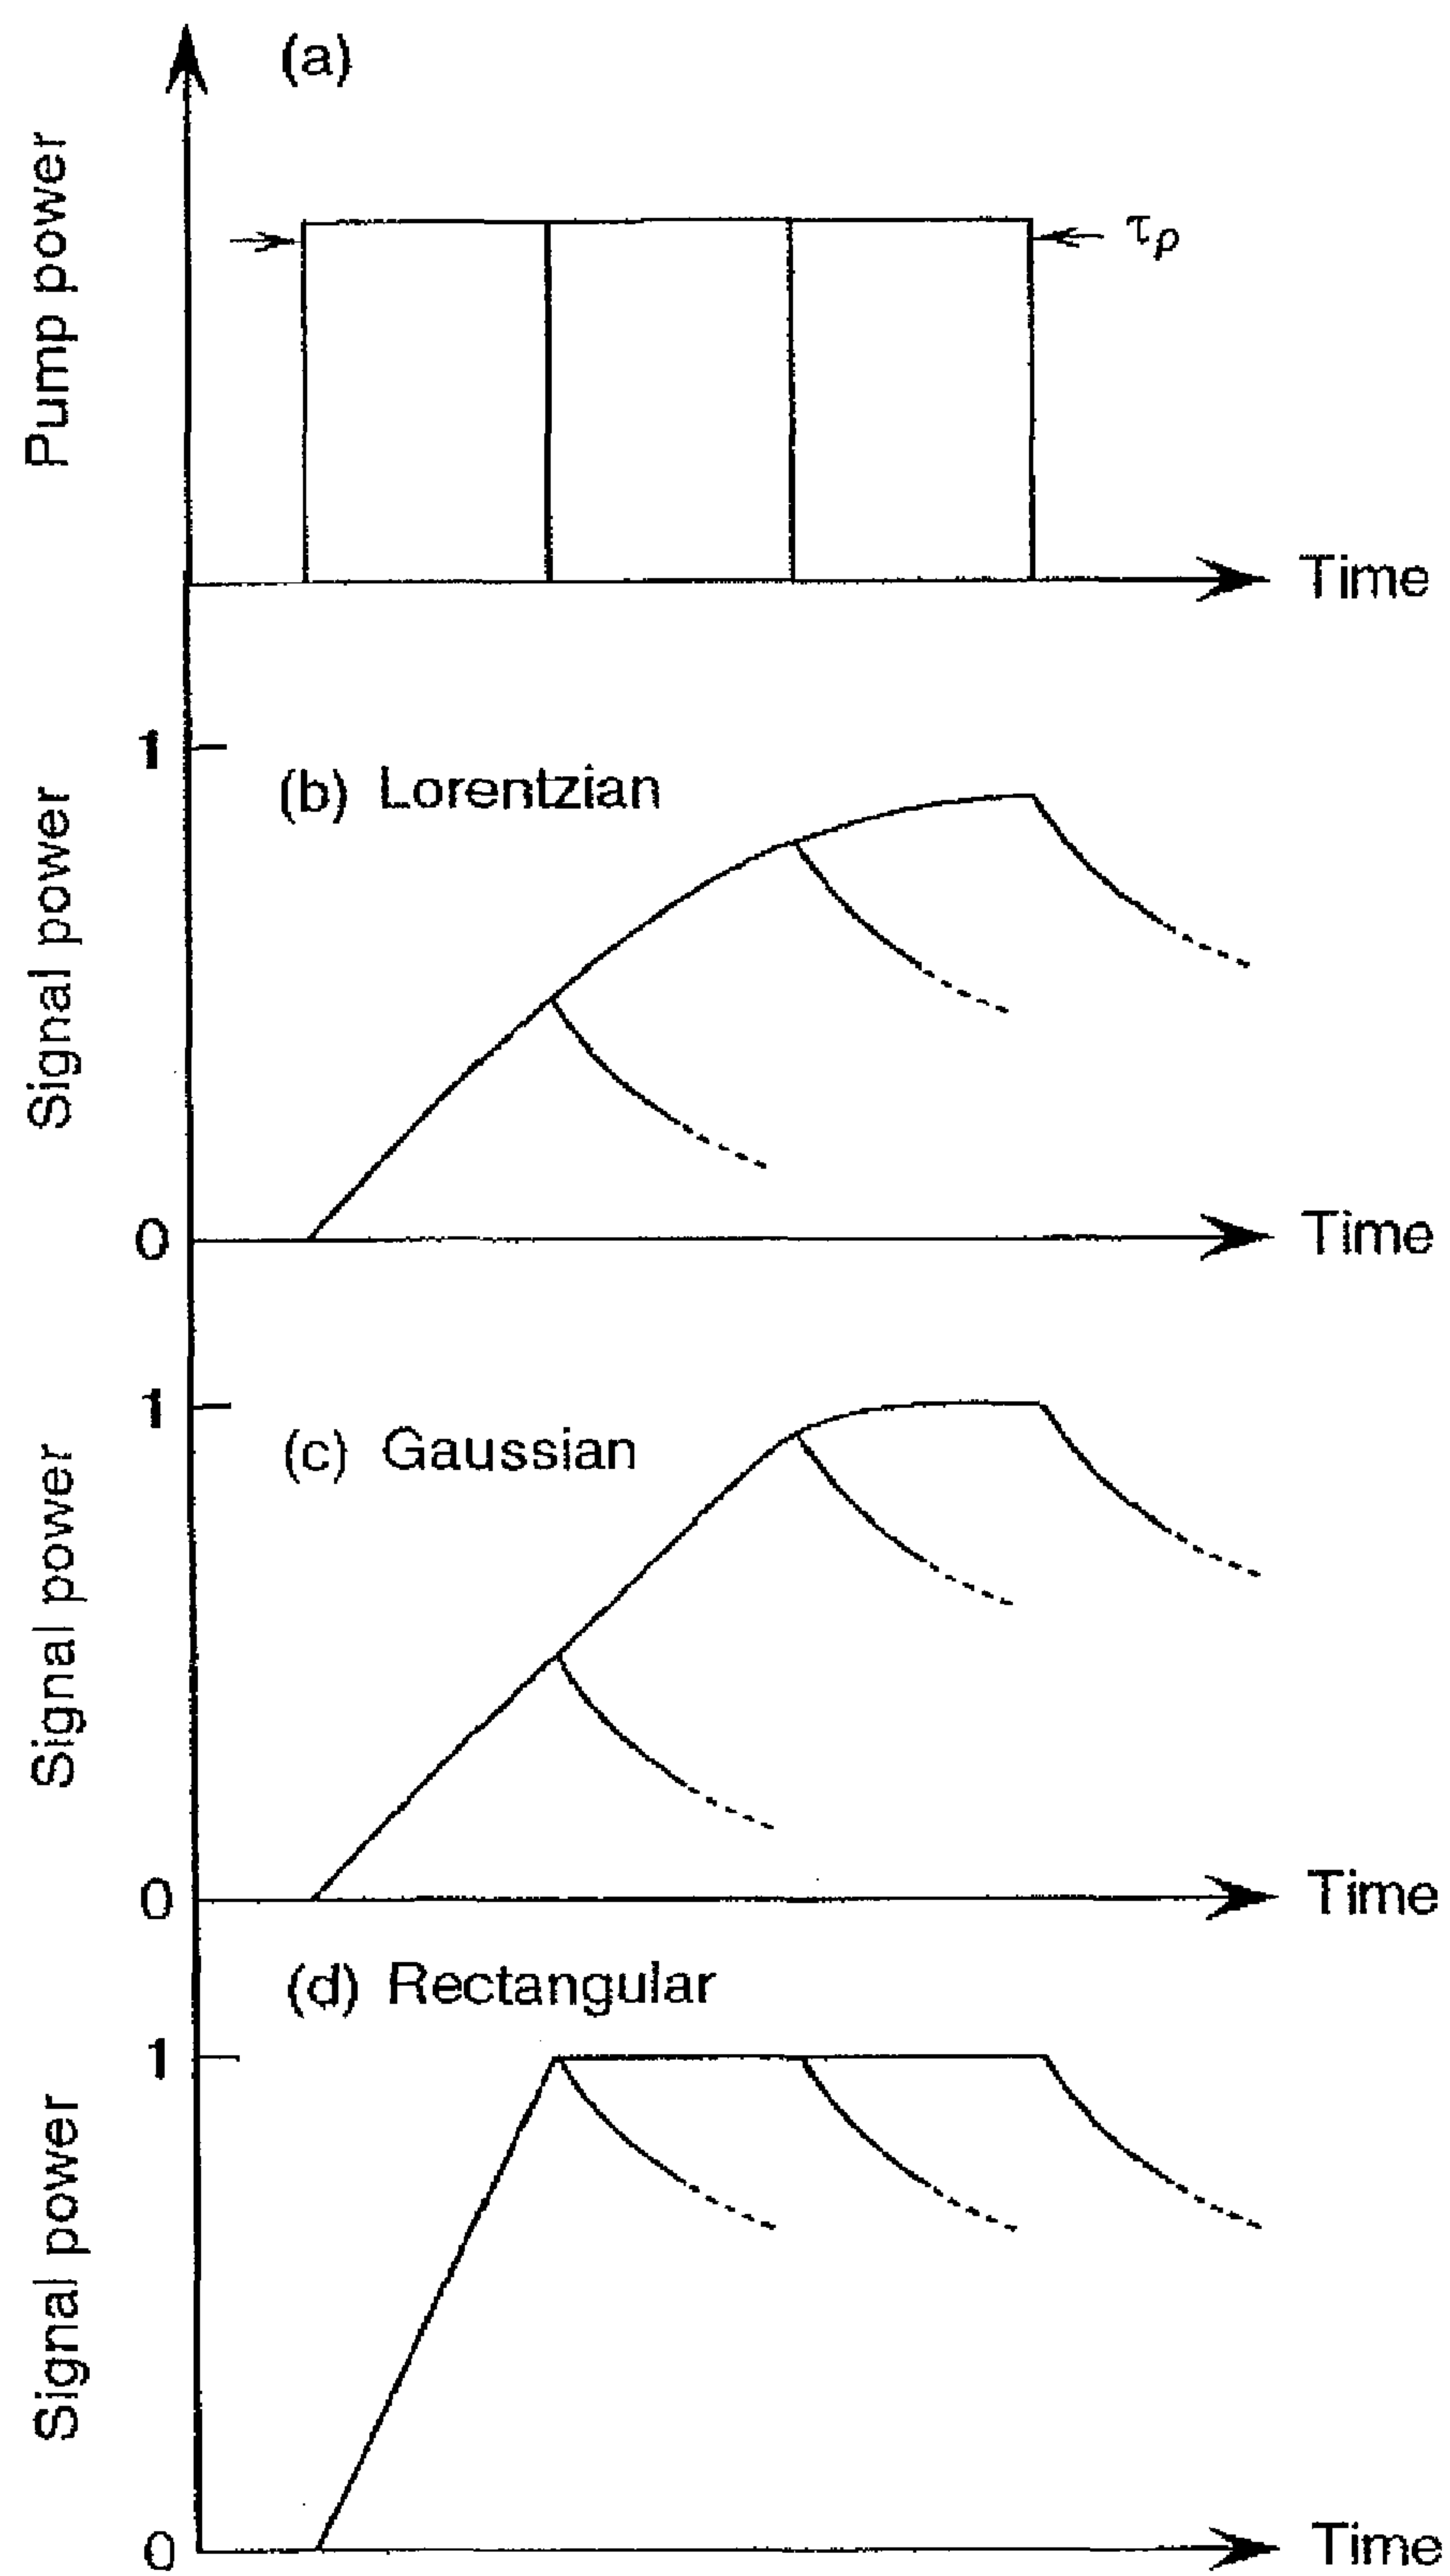 (a)
Pump power
τρ
Time
1
(b) Lorentzian
Signal power
0
Time
1
(c) Gaussian
Signal power
0
Time
(d) Rectangular
1
Signal power
0
Time